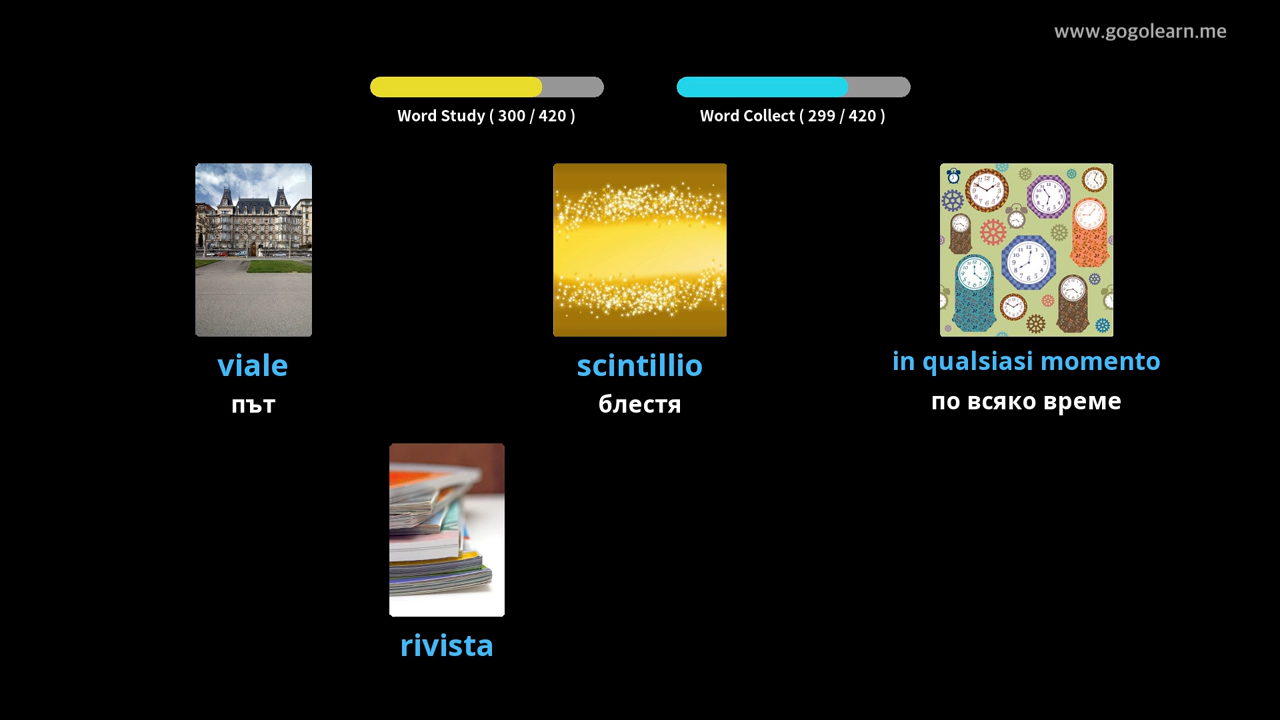 www.gogolearn.me
Word Study ( 300 / 420 )
Word Collect ( 299 / 420 )
viale
път
scintillio
блестя
in qualsiasi momento
по всяко време
rivista